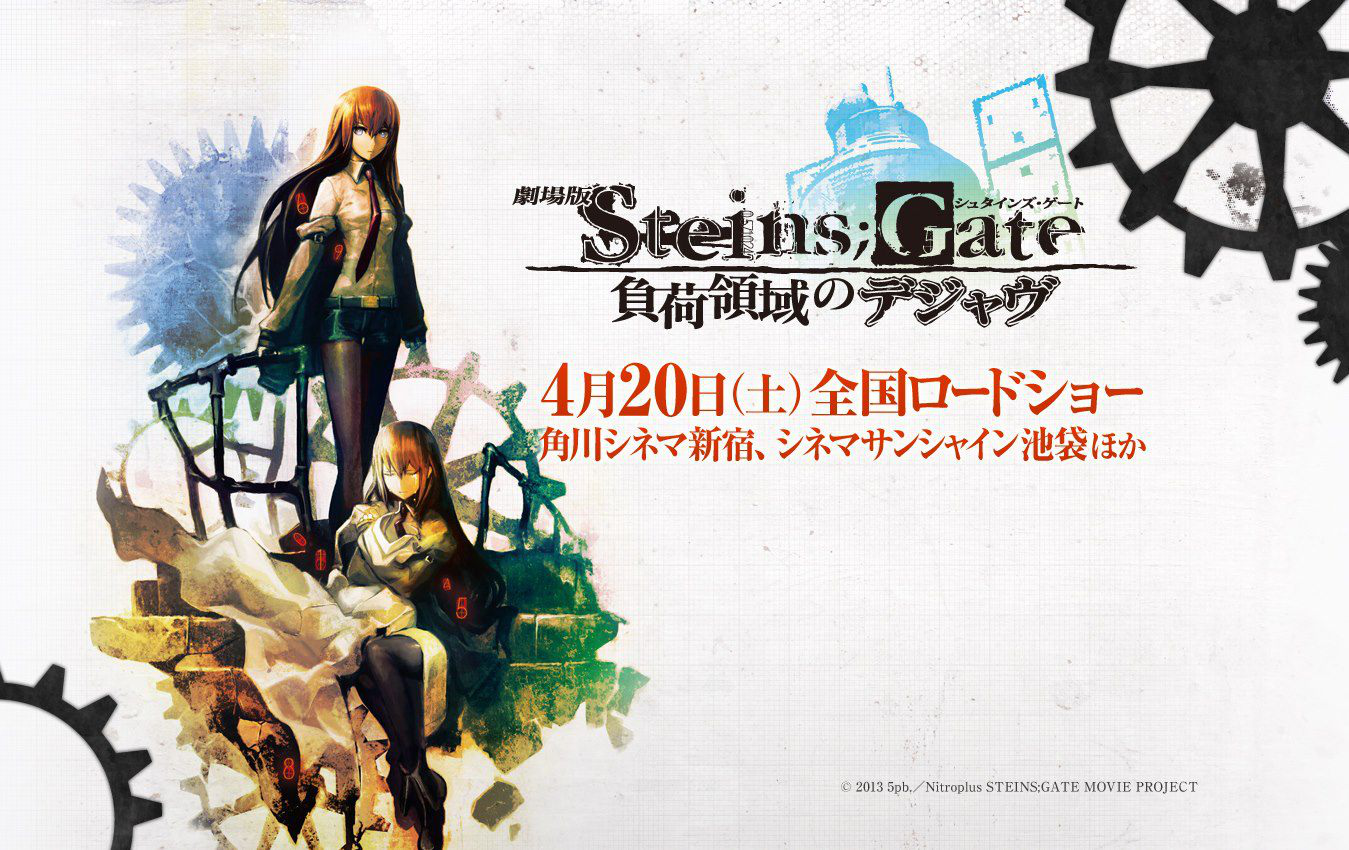 劇場版
Steins;Gate
シュタインズ・ゲート
負荷領域のデジャヴ
4月20日(土)全国ロードショー
角川シネマ新宿、シネマサンシャイン池袋ほか
© 2013 5pb.／Nitroplus STEINS;GATE MOVIE PROJECT